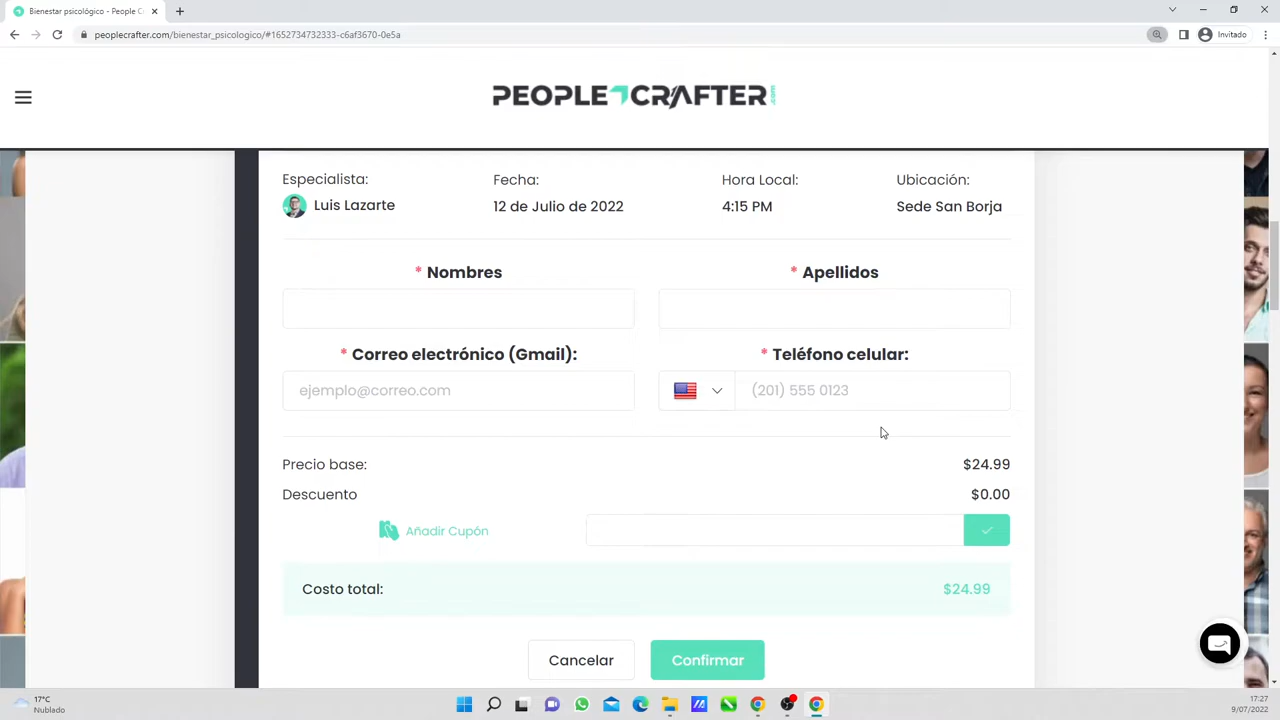 Bienestar psicológico - People C
peoplecrafter.com/bienestar_psicologico/#1652734732333-c6af3670-0e5a
Invitado
PEOPLE CRAFTER.com
Especialista:
Fecha:
Hora Local:
Ubicación:
Luis Lazarte
12 de Julio de 2022
4:15 PM
Sede San Borja
* Nombres
* Apellidos
* Correo electrónico (Gmail):
* Teléfono celular:
ejemplo@correo.com
(201) 555 0123
Precio base:
$24.99
Descuento
$0.00
Añadir Cupón
Costo total:
$24.99
Cancelar
Confirmar
17°C
Nublado
17:27
9/07/2022